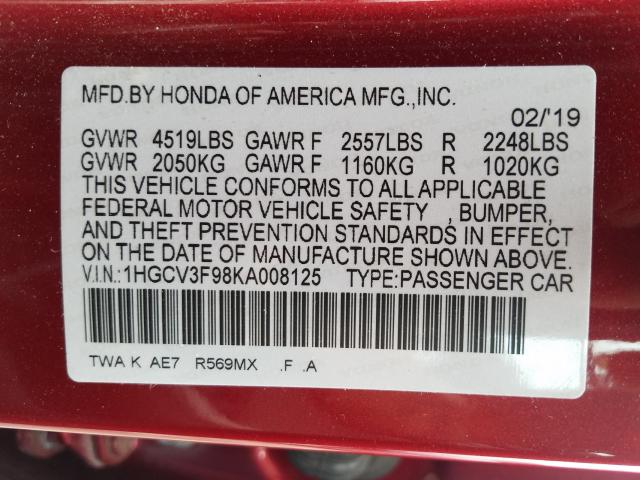 MFD.BY HONDA OF AMERICA MFG.,INC.
02/'19
GVWR 4519LBS GAWR F 2557LBS R 2248LBS
GVWR 2050KG GAWR F 1160KG R 1020KG
THIS VEHICLE CONFORMS TO ALL APPLICABLE
FEDERAL MOTOR VEHICLE SAFETY , BUMPER,
AND THEFT PREVENTION STANDARDS IN EFFECT
ON THE DATE OF MANUFACTURE SHOWN ABOVE.
V.I.N.:1HGCV3F98KA008125 TYPE:PASSENGER CAR
TWA K AE7 R569MX .F .A